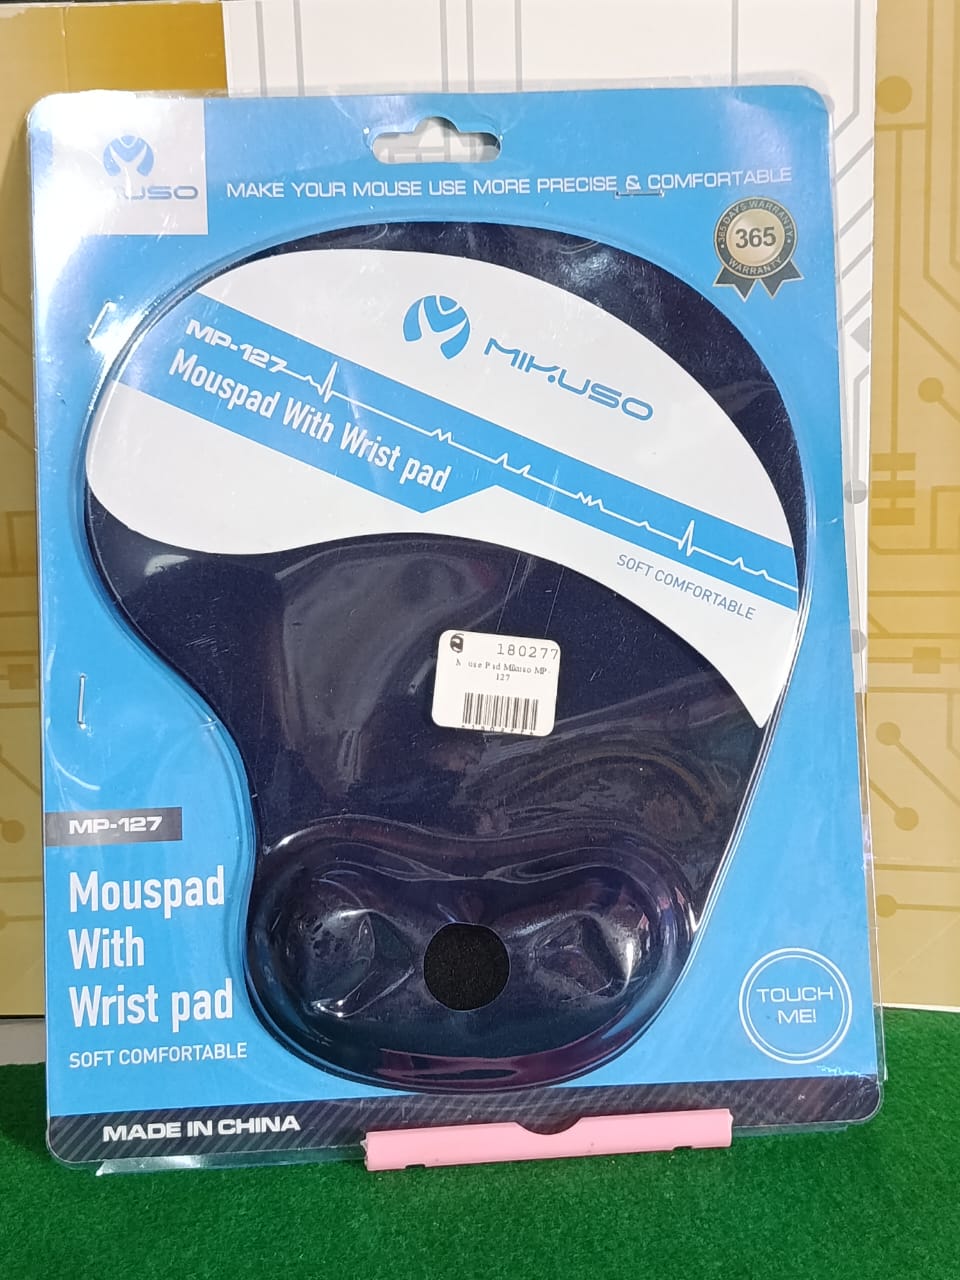 MIKUSO
MAKE YOUR MOUSE USE MORE PRECISE & COMFORTABLE
365 DAYS WARRANTY
365
WARRANTY
MIKUSO
MP-127
Mouspad With Wrist pad
SOFT COMFORTABLE
180277
Mouse Pad Mikuso MP-
127
MP-127
Mouspad
With
Wrist pad
SOFT COMFORTABLE
TOUCH
ME!
MADE IN CHINA